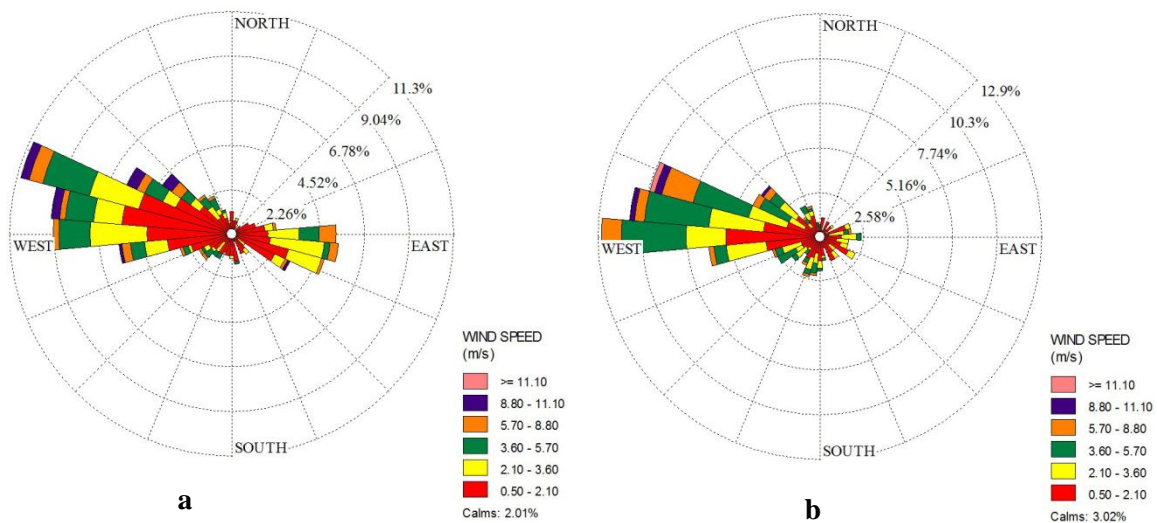 NORTH
11.3%
9.04%
6.78%
4.52%
2.26%
WEST
EAST
SOUTH
WIND SPEED
(m/s)
>= 11.10
8.80 - 11.10
5.70 - 8.80
3.60 - 5.70
2.10 - 3.60
0.50 - 2.10
Calms: 2.01%
a
NORTH
12.9%
10.3%
7.74%
5.16%
2.58%
WEST
EAST
SOUTH
WIND SPEED
(m/s)
>= 11.10
8.80 - 11.10
5.70 - 8.80
3.60 - 5.70
2.10 - 3.60
0.50 - 2.10
Calms: 3.02%
b